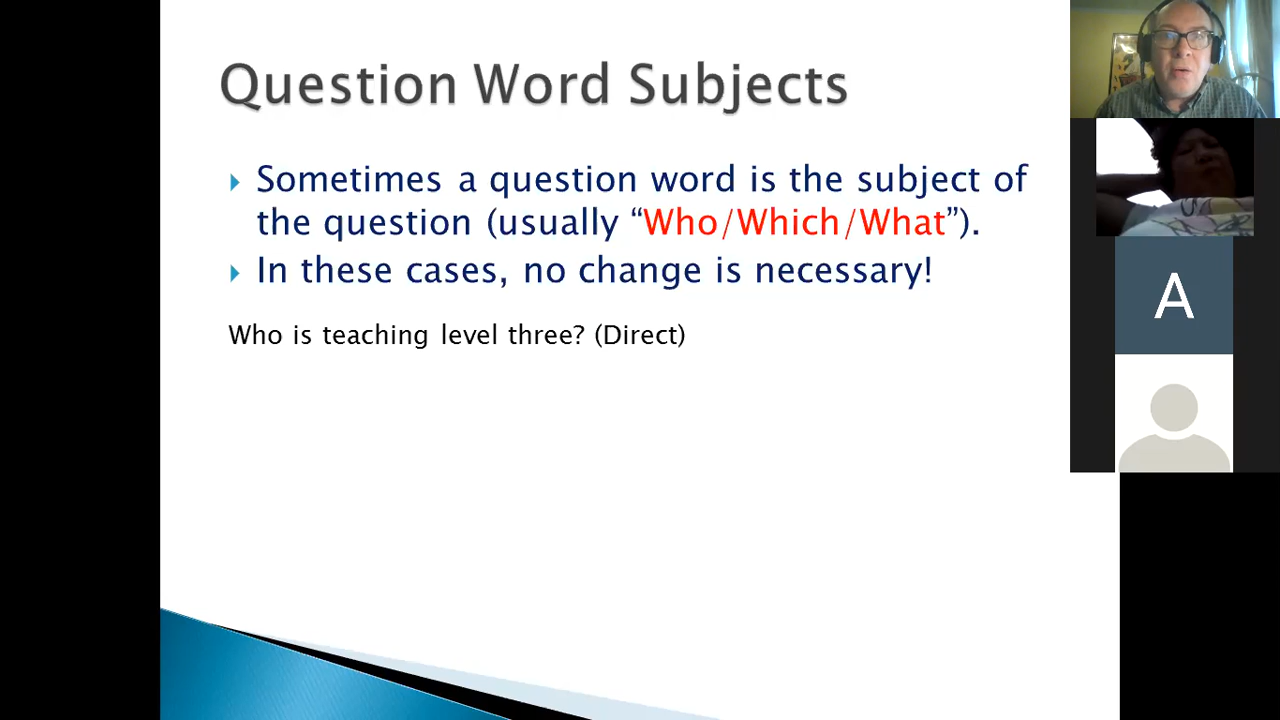 Question Word Subjects
Sometimes a question word is the subject of
the question (usually “Who/Which/What”).
In these cases, no change is necessary!
Who is teaching level three? (Direct)
A